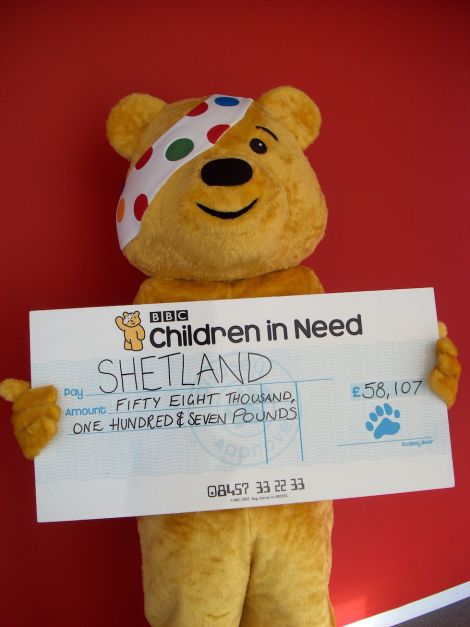 BBC
Children in Need
Pay SHETLAND
Amount FIFTY EIGHT THOUSAND,
ONE HUNDRED & SEVEN POUNDS
£58,107
Approved
Pudsey Bear
08457 33 22 33